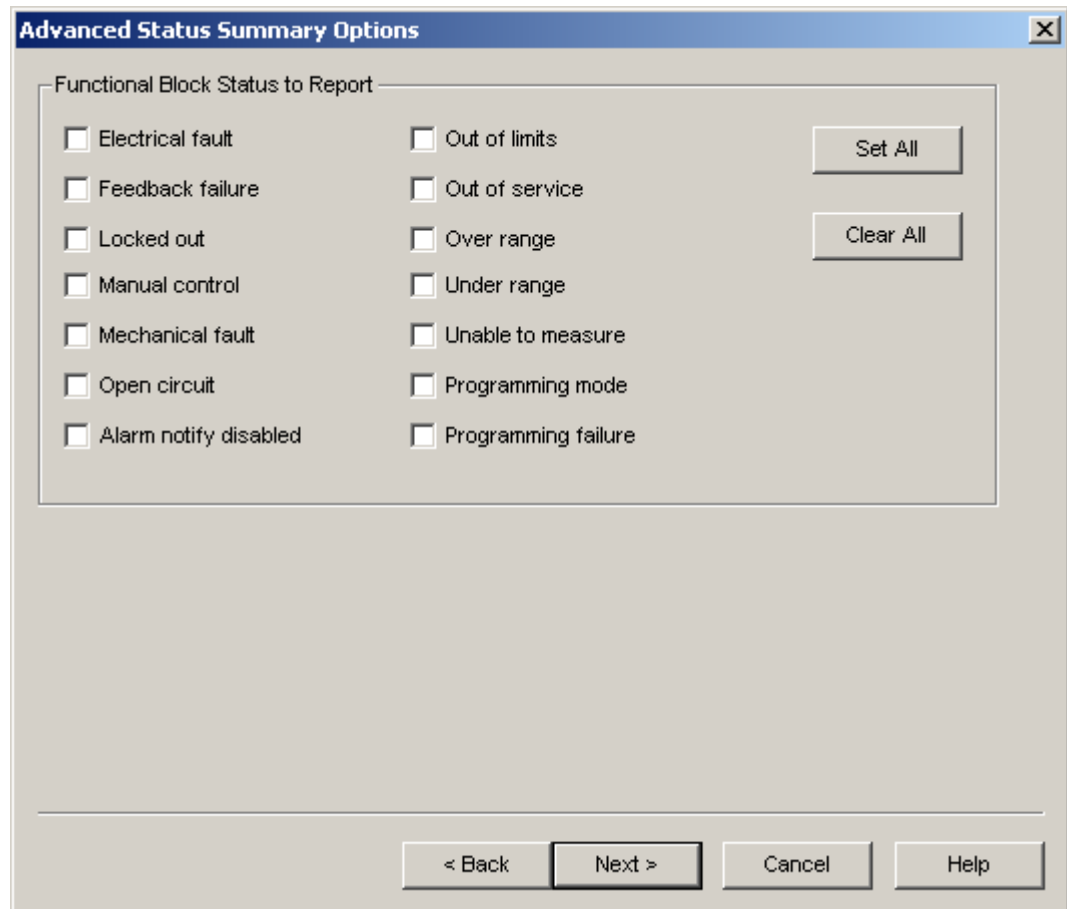 Advanced Status Summary Options
Functional Block Status to Report
Electrical fault
Feedback failure
Locked out
Manual control
Mechanical fault
Open circuit
Alarm notify disabled
Out of limits
Out of service
Over range
Under range
Unable to measure
Programming mode
Programming failure
Set All
Clear All
< Back
Next >
Cancel
Help